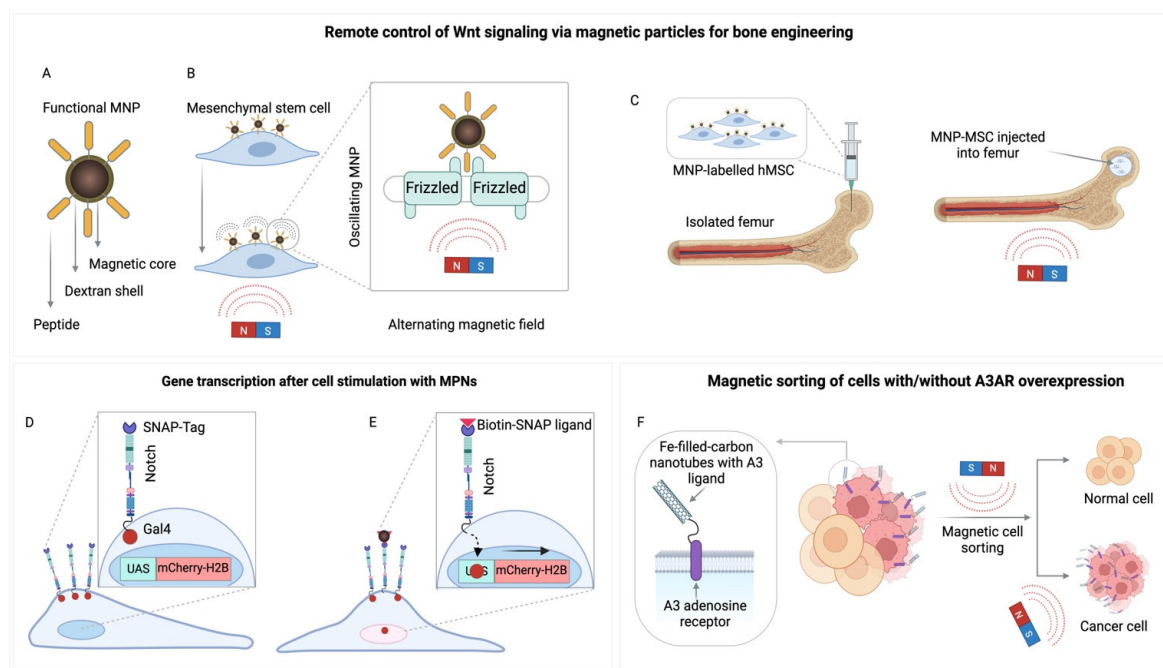 Remote control of Wnt signaling via magnetic particles for bone engineering
A
Functional MNP
Magnetic core
Dextran shell
Peptide
B
Mesenchymal stem cell
N S
Oscillating MNP
Frizzled Frizzled
N S
Alternating magnetic field
C
MNP-labelled hMSC
Isolated femur
MNP-MSC injected
into femur
N S
Gene transcription after cell stimulation with MPNs
D
SNAP-Tag
Notch
Gal4
UAS mCherry-H2B
E
Biotin-SNAP ligand
Notch
UAS mCherry-H2B
Magnetic sorting of cells with/without A3AR overexpression
F
Fe-filled-carbon
nanotubes with A3
ligand
A3 adenosine
receptor
S N
Magnetic cell
sorting
Normal cell
N S
Cancer cell